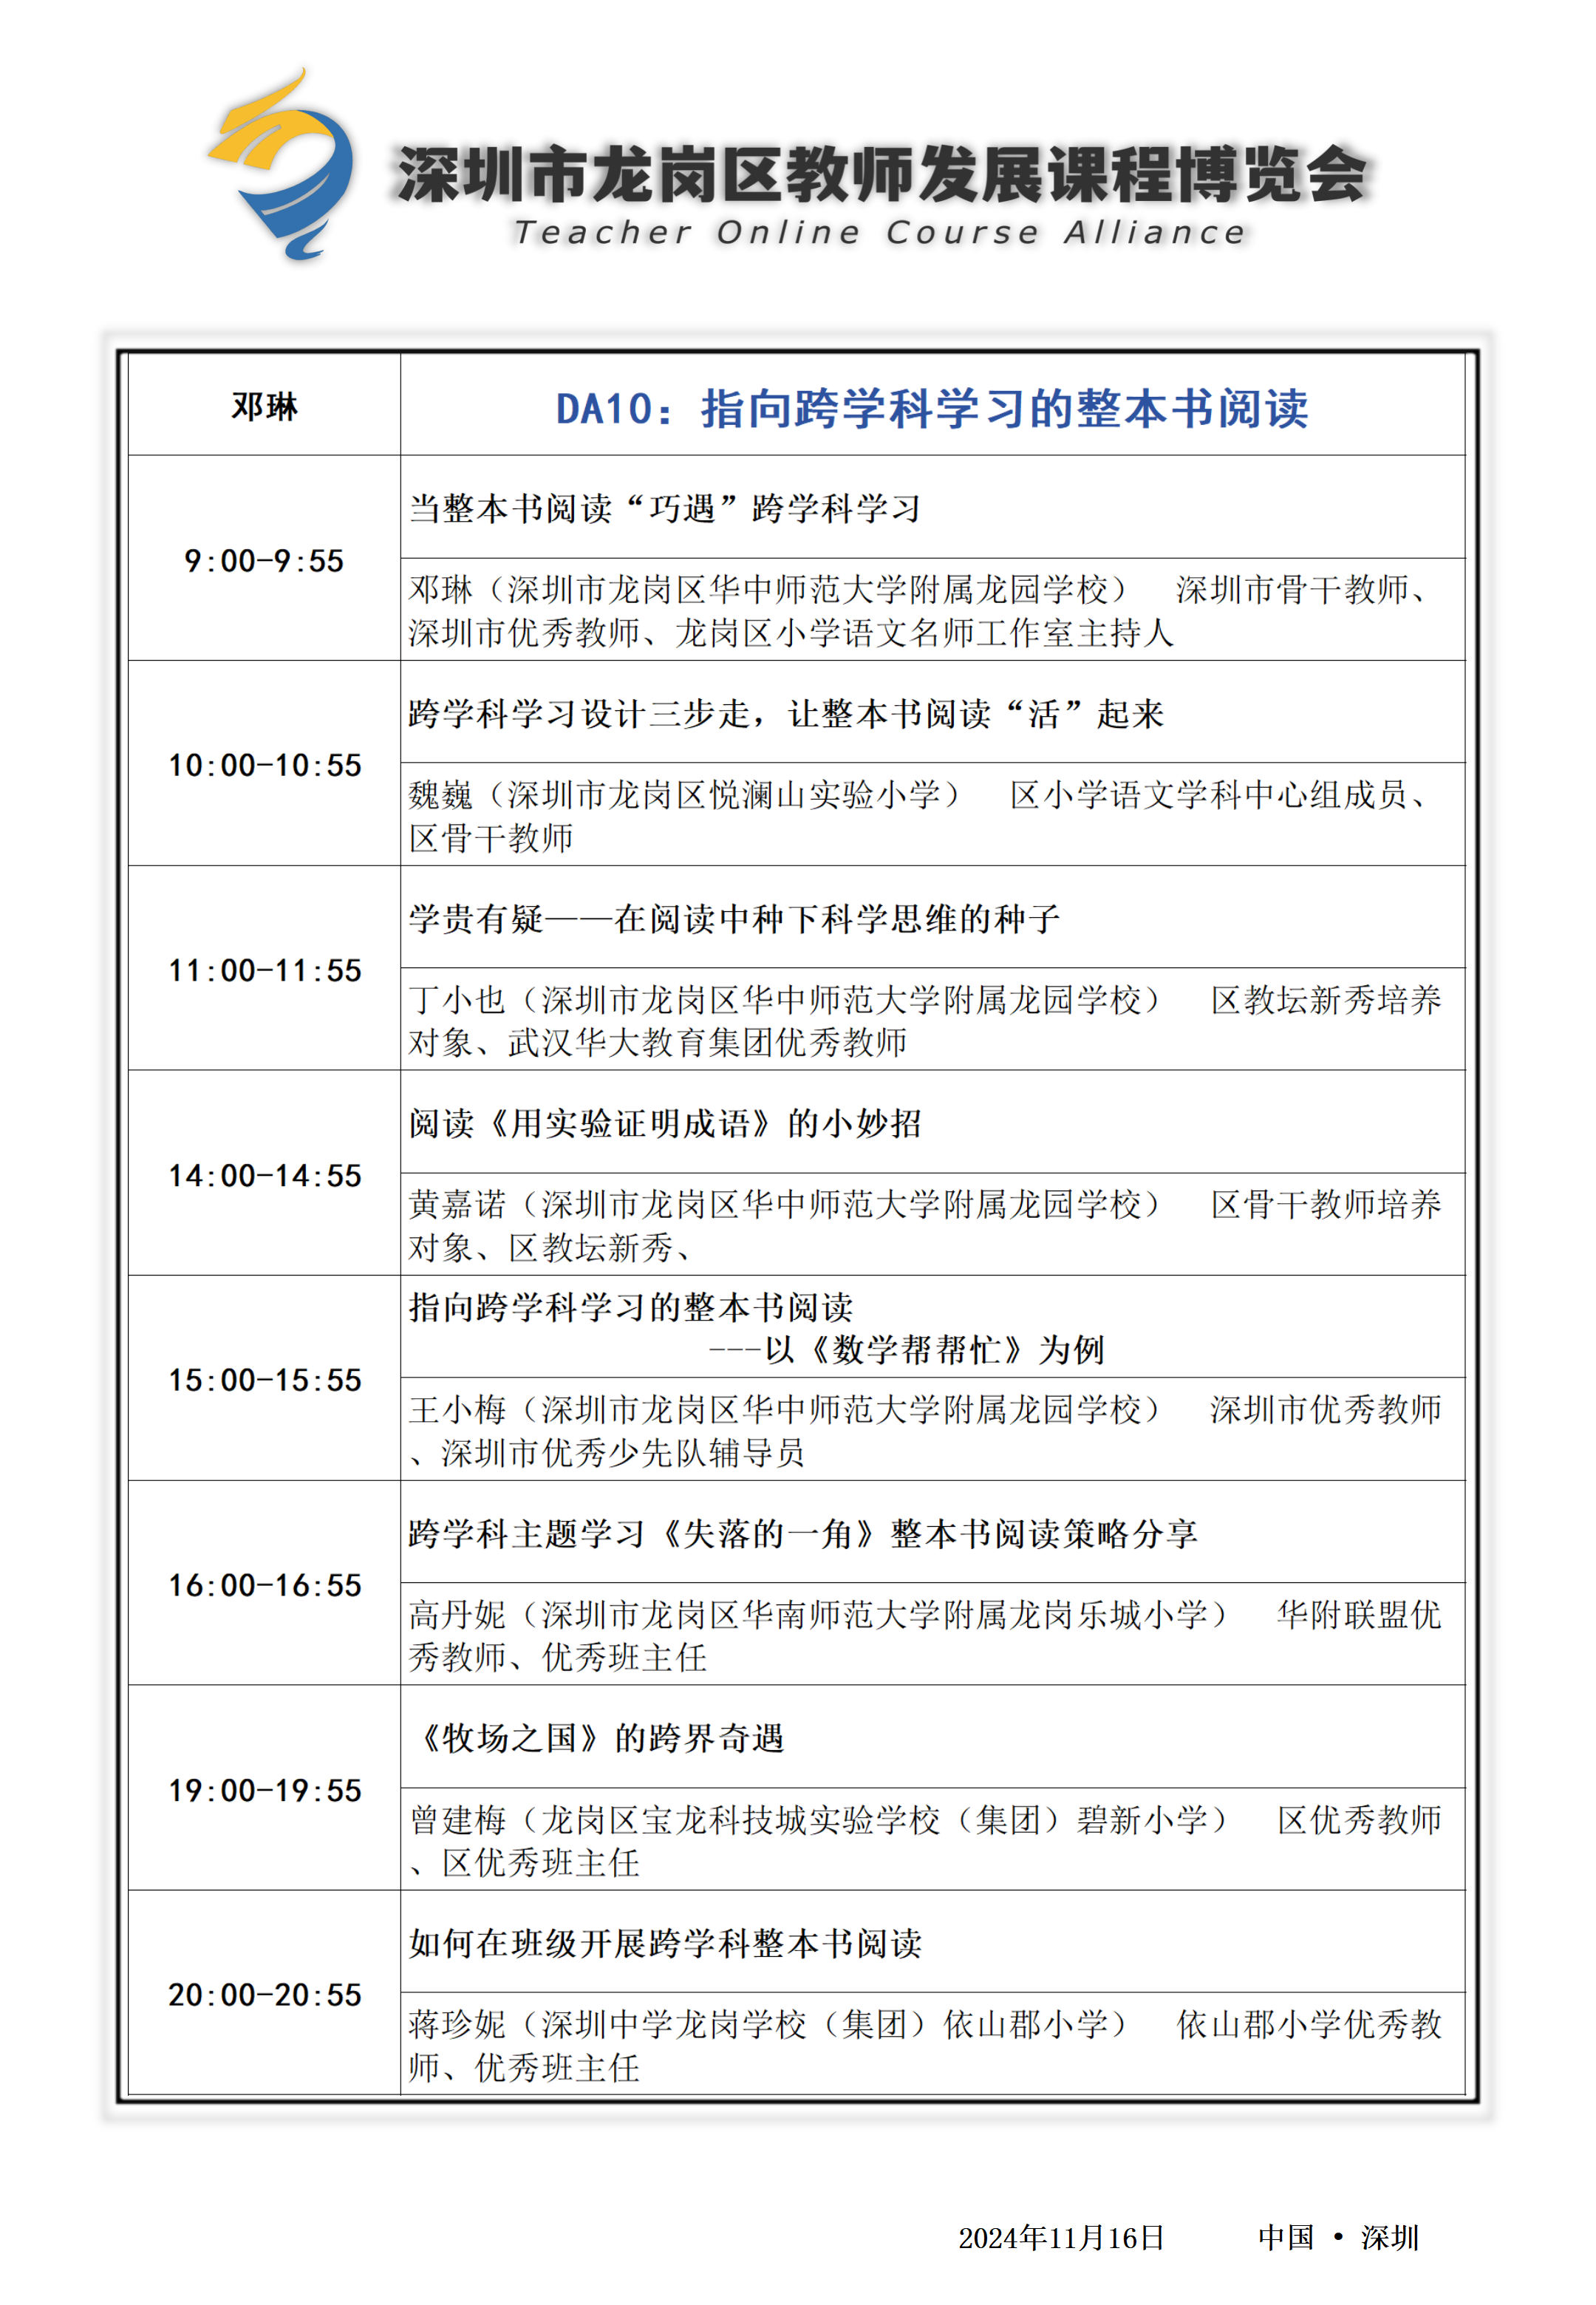 深圳市龙岗区教师发展课程博览会
Teacher Online Course Alliance
邓琳
DA10：指向跨学科学习的整本书阅读
9:00-9:55
当整本书阅读“巧遇”跨学科学习
邓琳（深圳市龙岗区华中师范大学附属龙园学校） 深圳市骨干教师、
深圳市优秀教师、龙岗区小学语文名师工作室主持人
10:00-10:55
跨学科学习设计三步走，让整本书阅读“活”起来
魏巍（深圳市龙岗区悦澜山实验小学） 区小学语文学科中心组成员、
区骨干教师
11:00-11:55
学贵有疑——在阅读中种下科学思维的种子
丁小也（深圳市龙岗区华中师范大学附属龙园学校） 区教坛新秀培养
对象、武汉华大教育集团优秀教师
14:00-14:55
阅读《用实验证明成语》的小妙招
黄嘉诺（深圳市龙岗区华中师范大学附属龙园学校） 区骨干教师培养
对象、区教坛新秀、
15:00-15:55
指向跨学科学习的整本书阅读
---以《数学帮帮忙》为例
王小梅（深圳市龙岗区华中师范大学附属龙园学校） 深圳市优秀教师
、深圳市优秀少先队辅导员
16:00-16:55
跨学科主题学习《失落的一角》整本书阅读策略分享
高丹妮（深圳市龙岗区华南师范大学附属龙岗乐城小学） 华附联盟优
秀教师、优秀班主任
19:00-19:55
《牧场之国》的跨界奇遇
曾建梅（龙岗区宝龙科技城实验学校（集团）碧新小学） 区优秀教师
、区优秀班主任
20:00-20:55
如何在班级开展跨学科整本书阅读
蒋珍妮（深圳中学龙岗学校（集团）依山郡小学） 依山郡小学优秀教
师、优秀班主任
2024年11月16日 中国 • 深圳